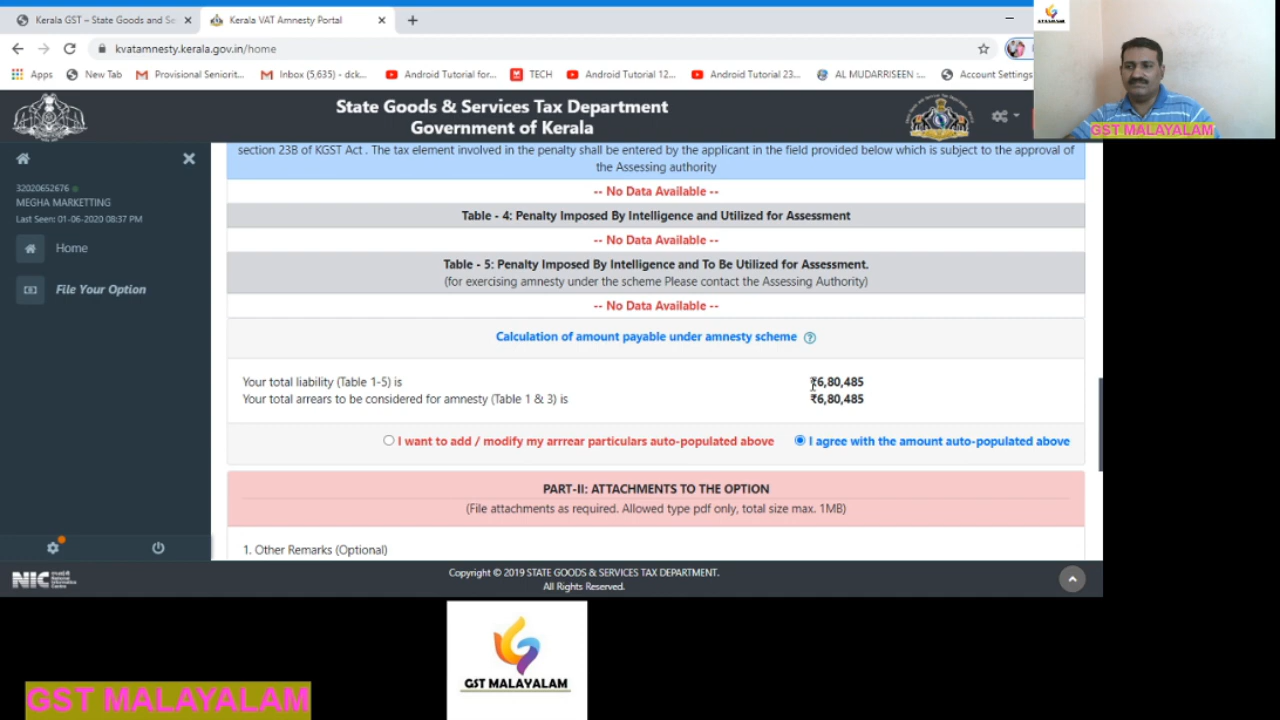 Kerala GST – State Goods and Se
Kerala VAT Amnesty Portal
kvatamnesty.kerala.gov.in/home
Apps
New Tab
Provisional Seniorit...
Inbox (5,635) - dck...
Android Tutorial for...
TECH
Android Tutorial 12...
Android Tutorial 23...
AL MUDARRISEEN :...
Account Settings
State Goods & Services Tax Department
Government of Kerala
GST MALAYALAM
32020652676
MEGHA MARKETTING
Last Seen: 01-06-2020 08:37 PM
Home
File Your Option
section 23B of KGST Act . The tax element involved in the penalty shall be entered by the applicant in the field provided below which is subject to the approval of
the Assessing authority
-- No Data Available --
Table - 4: Penalty Imposed By Intelligence and Utilized for Assessment
-- No Data Available --
Table - 5: Penalty Imposed By Intelligence and To Be Utilized for Assessment.
(for exercising amnesty under the scheme Please contact the Assessing Authority)
-- No Data Available --
Calculation of amount payable under amnesty scheme ?
Your total liability (Table 1-5) is ₹6,80,485
Your total arrears to be considered for amnesty (Table 1 & 3) is ₹6,80,485
I want to add / modify my arrrear particulars auto-populated above
I agree with the amount auto-populated above
PART-II: ATTACHMENTS TO THE OPTION
(File attachments as required. Allowed type pdf only, total size max. 1MB)
1. Other Remarks (Optional)
NIC
Copyright © 2019 STATE GOODS & SERVICES TAX DEPARTMENT.
All Rights Reserved.
GST MALAYALAM
GST MALAYALAM